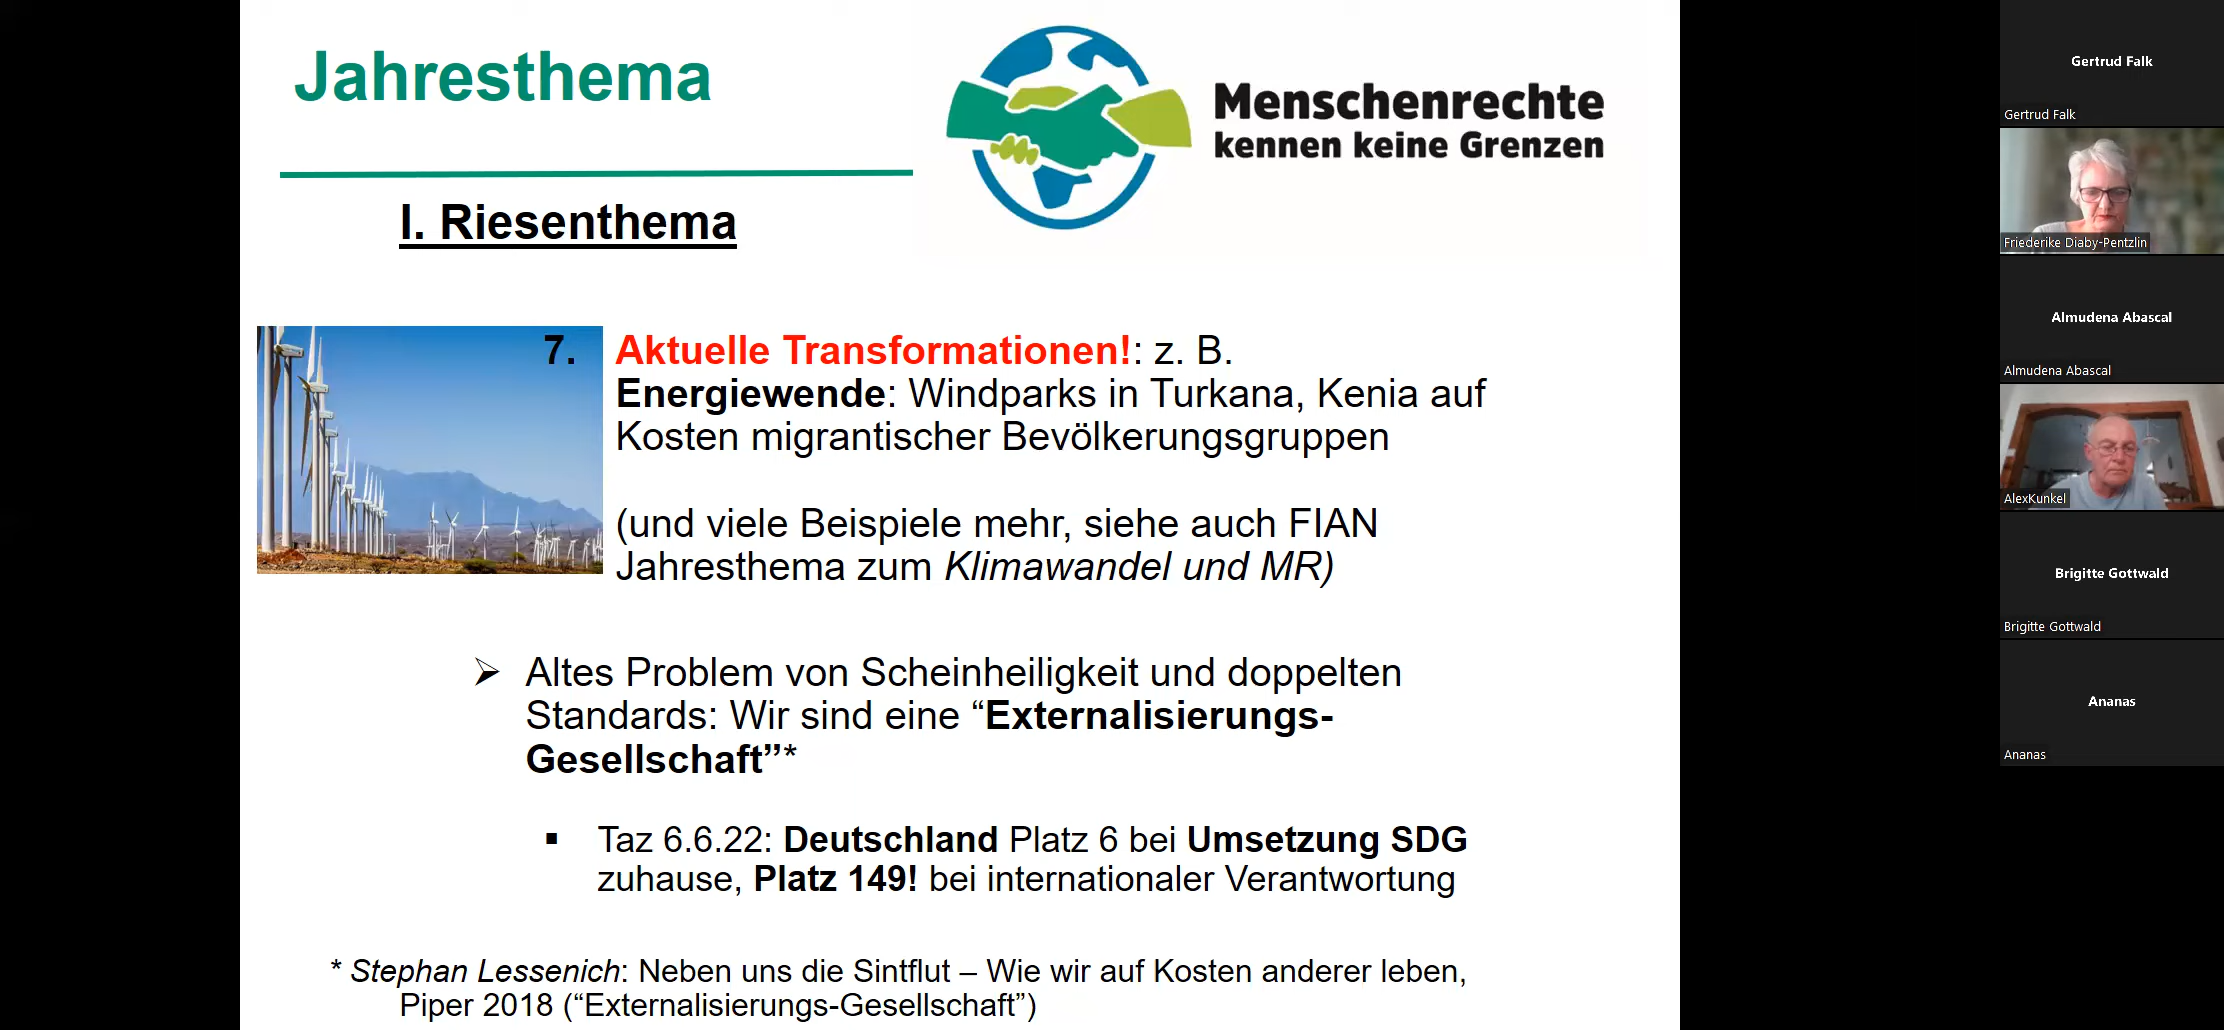 Jahresthema
Menschenrechte
kennen keine Grenzen
I. Riesenthema
7. Aktuelle Transformationen!: z. B.
Energiewende: Windparks in Turkana, Kenia auf
Kosten migrantischer Bevölkerungsgruppen
(und viele Beispiele mehr, siehe auch FIAN
Jahresthema zum Klimawandel und MR)
➢ Altes Problem von Scheinheiligkeit und doppelten
Standards: Wir sind eine “Externalisierungs-
Gesellschaft”*
▪ Taz 6.6.22: Deutschland Platz 6 bei Umsetzung SDG
zuhause, Platz 149! bei internationaler Verantwortung
* Stephan Lessenich: Neben uns die Sintflut – Wie wir auf Kosten anderer leben,
Piper 2018 (“Externalisierungs-Gesellschaft”)
Gertrud Falk
Gertrud Falk
Friederike Diaby-Pentzlin
Almudena Abascal
Almudena Abascal
AlexKunkel
Brigitte Gottwald
Brigitte Gottwald
Ananas
Ananas